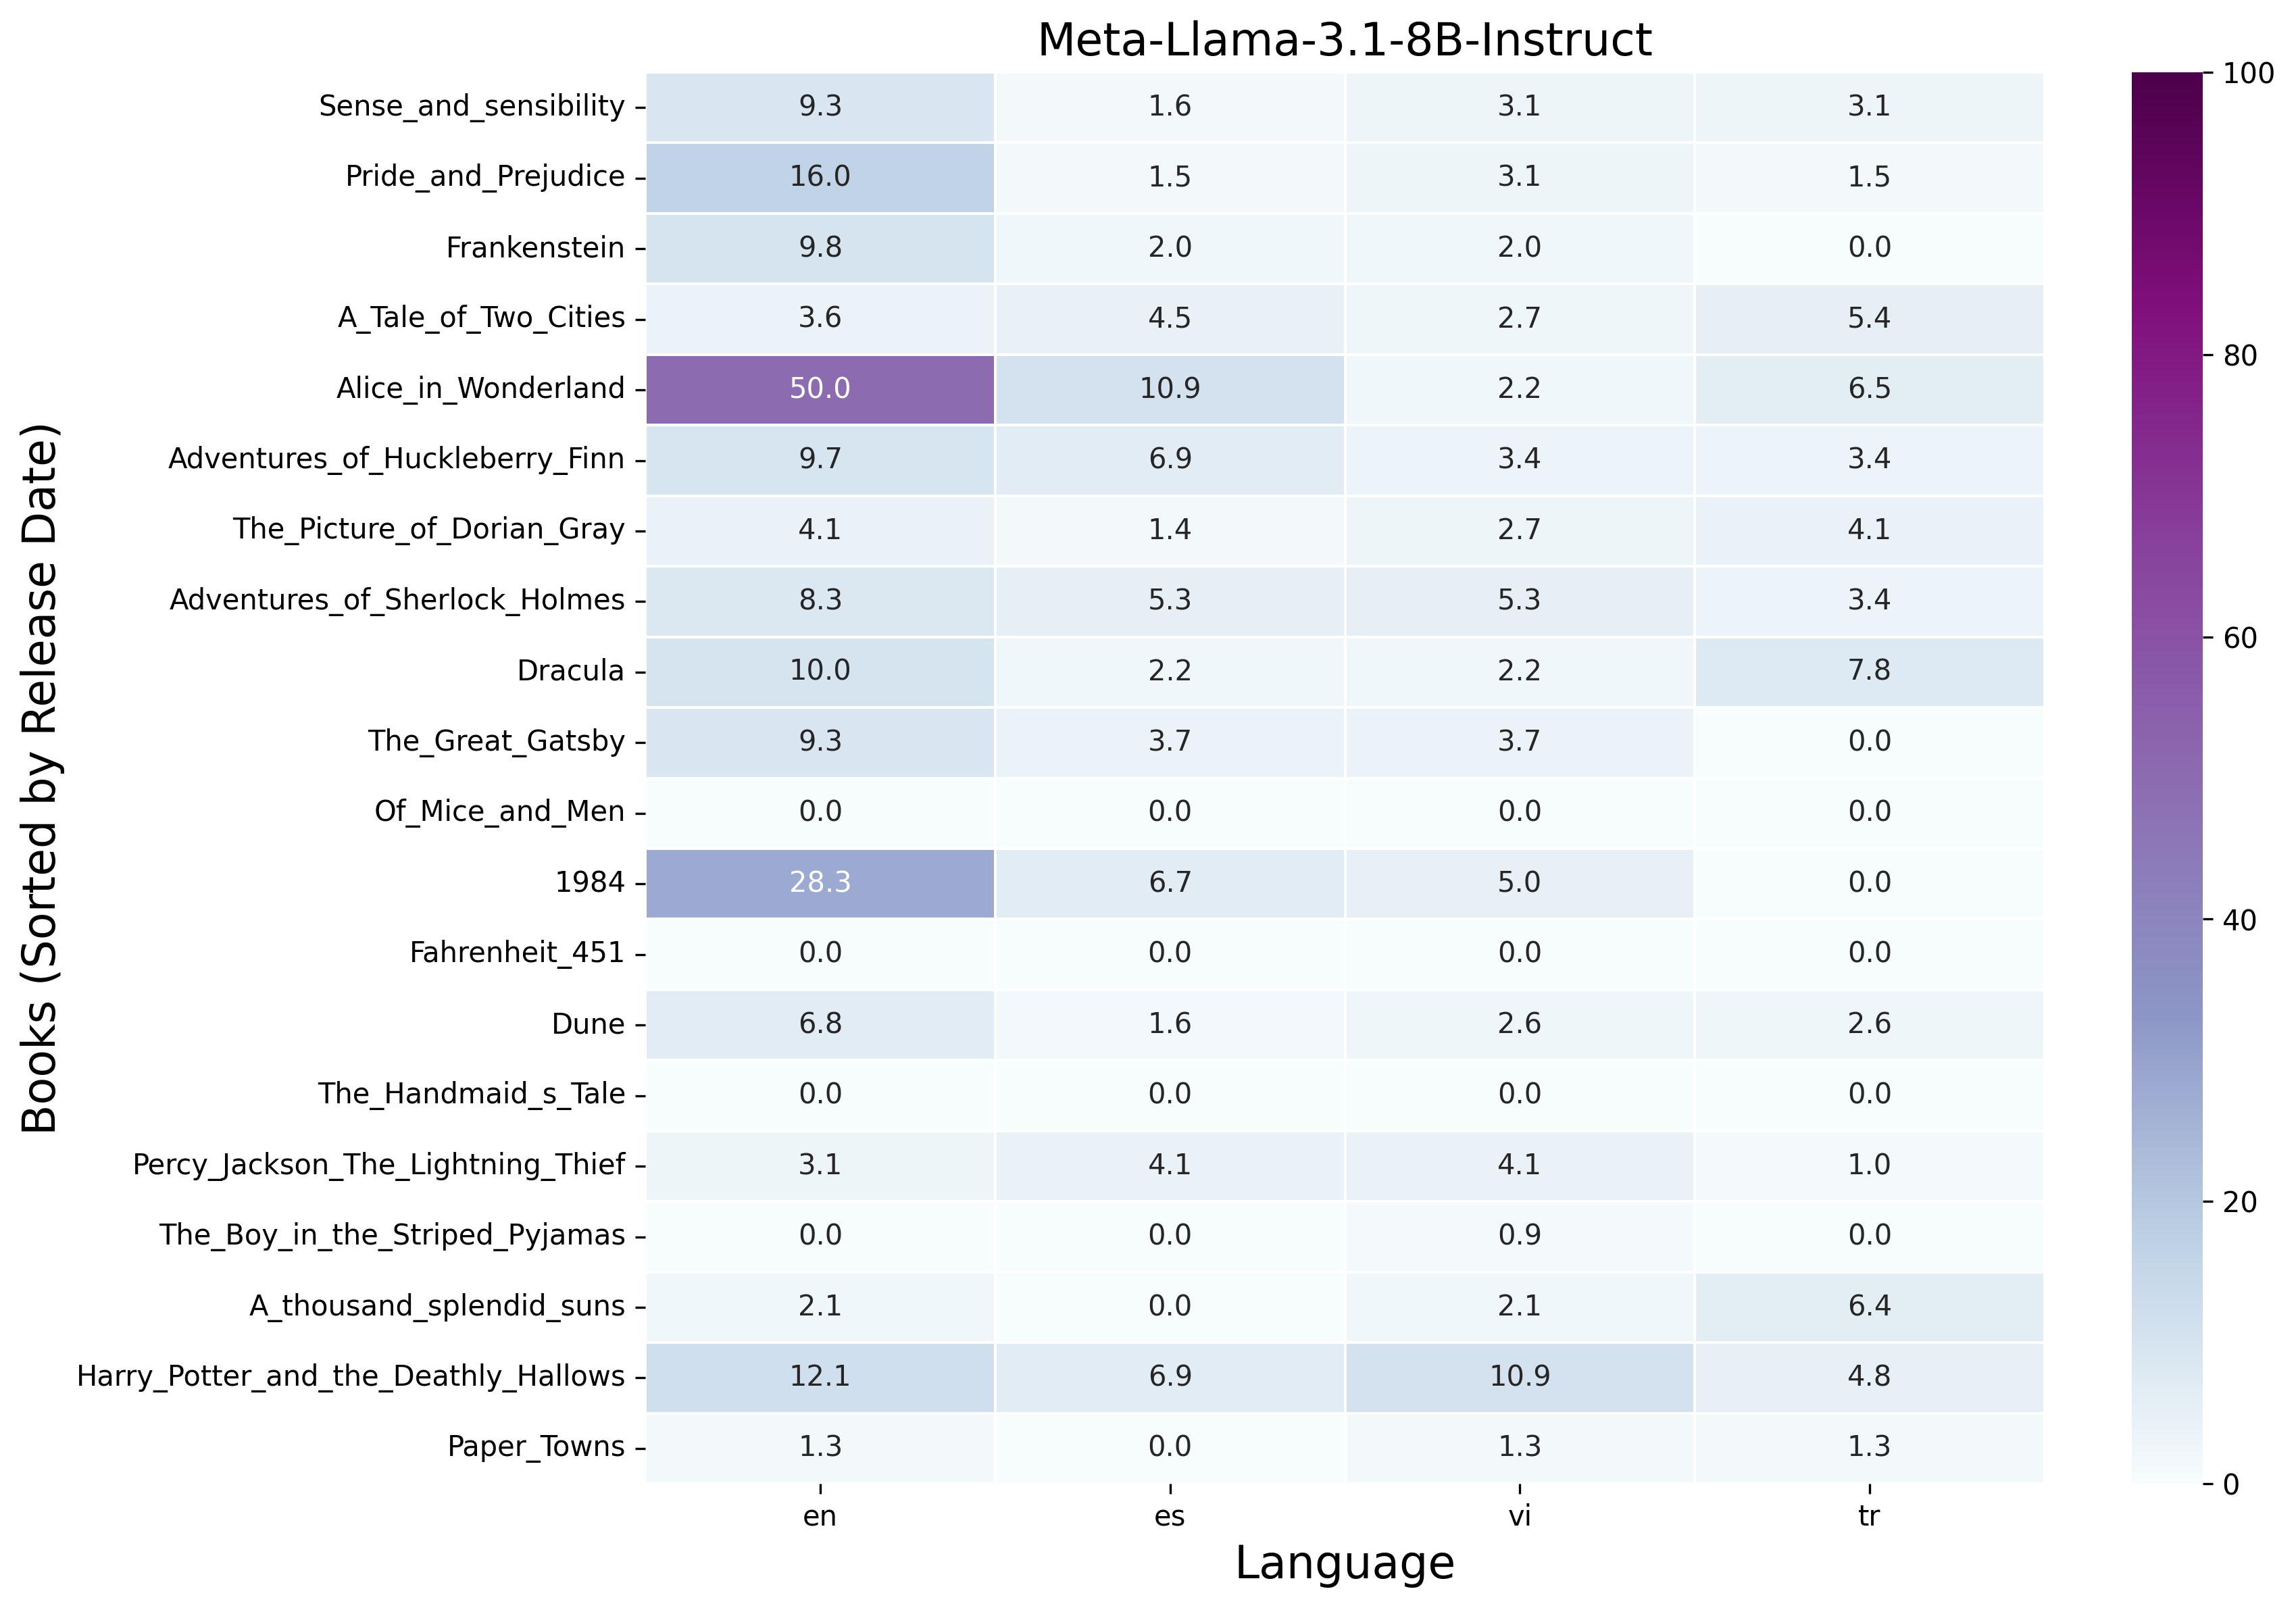 Meta-Llama-3.1-8B-Instruct
Books (Sorted by Release Date)
Sense_and_sensibility 9.3 1.6 3.1 3.1
Pride_and_Prejudice 16.0 1.5 3.1 1.5
Frankenstein 9.8 2.0 2.0 0.0
A_Tale_of_Two_Cities 3.6 4.5 2.7 5.4
Alice_in_Wonderland 50.0 10.9 2.2 6.5
Adventures_of_Huckleberry_Finn 9.7 6.9 3.4 3.4
The_Picture_of_Dorian_Gray 4.1 1.4 2.7 4.1
Adventures_of_Sherlock_Holmes 8.3 5.3 5.3 3.4
Dracula 10.0 2.2 2.2 7.8
The_Great_Gatsby 9.3 3.7 3.7 0.0
Of_Mice_and_Men 0.0 0.0 0.0 0.0
1984 28.3 6.7 5.0 0.0
Fahrenheit_451 0.0 0.0 0.0 0.0
Dune 6.8 1.6 2.6 2.6
The_Handmaid_s_Tale 0.0 0.0 0.0 0.0
Percy_Jackson_The_Lightning_Thief 3.1 4.1 4.1 1.0
The_Boy_in_the_Striped_Pyjamas 0.0 0.0 0.9 0.0
A_thousand_splendid_suns 2.1 0.0 2.1 6.4
Harry_Potter_and_the_Deathly_Hallows 12.1 6.9 10.9 4.8
Paper_Towns 1.3 0.0 1.3 1.3
en es vi tr
Language
100
80
60
40
20
0